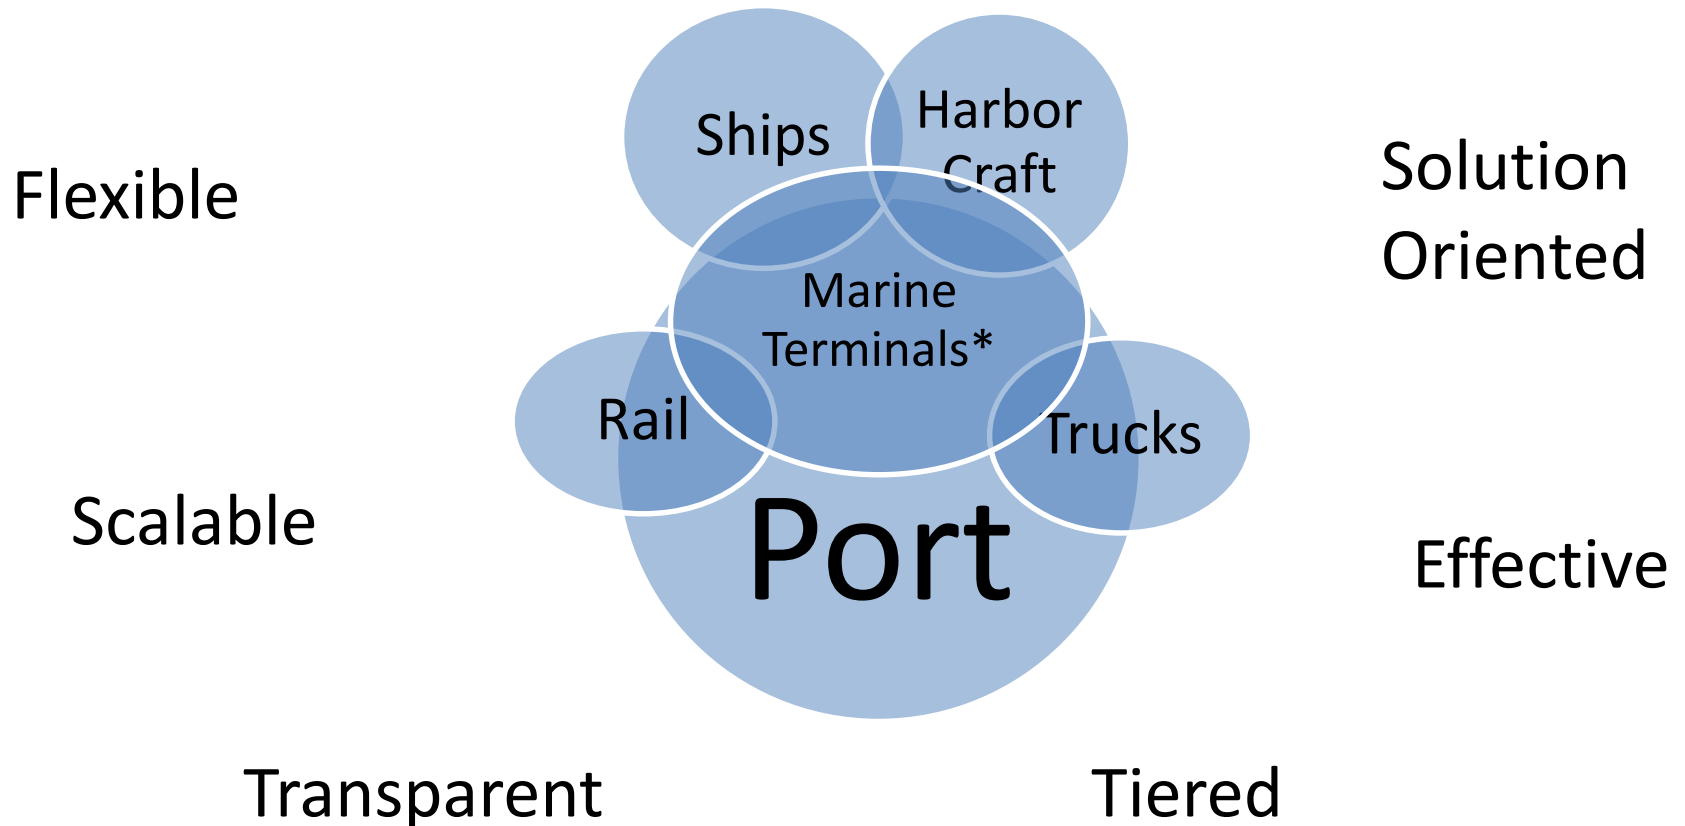 Ships
Harbor
Craft
Flexible
Solution
Oriented
Marine
Terminals*
Rail
Trucks
Scalable
Port
Effective
Transparent
Tiered